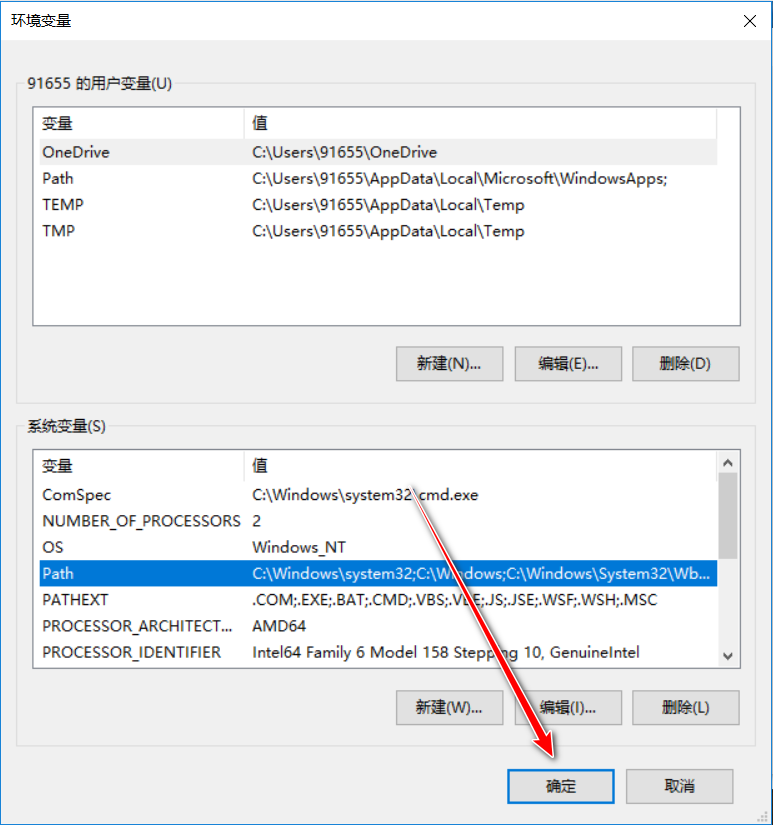 环境变量
91655 的用户变量(U)
变量 值
OneDrive C:\Users\91655\OneDrive
Path C:\Users\91655\AppData\Local\Microsoft\WindowsApps;
TEMP C:\Users\91655\AppData\Local\Temp
TMP C:\Users\91655\AppData\Local\Temp
新建(N)... 编辑(E)... 删除(D)
系统变量(S)
变量 值
ComSpec C:\Windows\system32\cmd.exe
NUMBER_OF_PROCESSORS 2
OS Windows_NT
Path C:\Windows\system32;C:\Windows;C:\Windows\System32\Wb...
PATHEXT .COM;.EXE;.BAT;.CMD;.VBS;.VBE;.JS;.JSE;.WSF;.WSH;.MSC
PROCESSOR_ARCHITECT... AMD64
PROCESSOR_IDENTIFIER Intel64 Family 6 Model 158 Stepping 10, GenuineIntel
新建(W)... 编辑(I)... 删除(L)
确定 取消